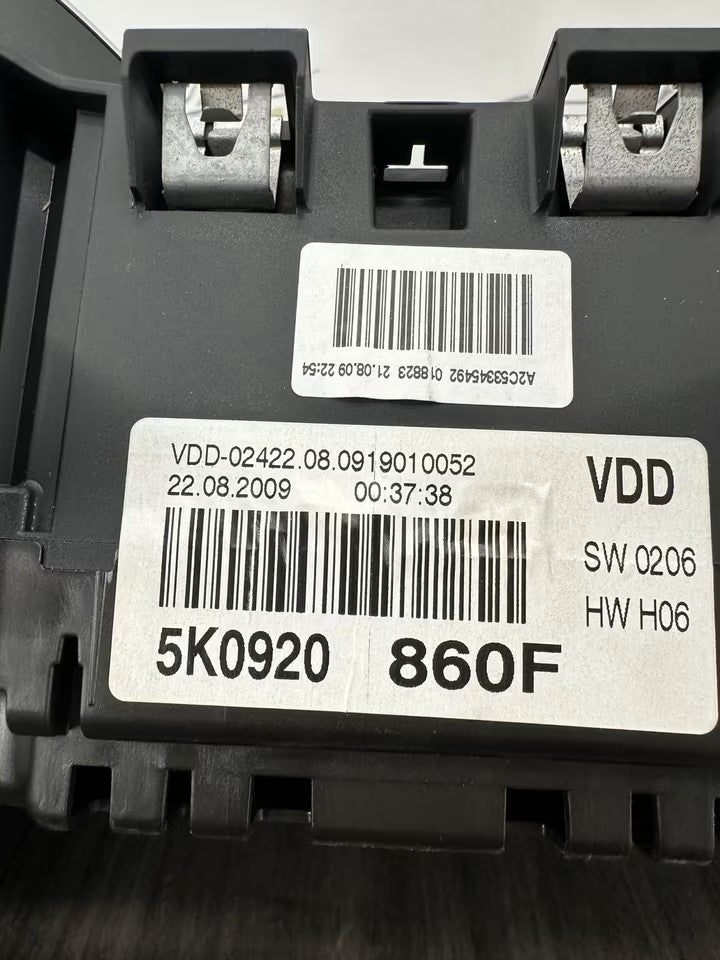 A2C53345492 018823 21.08.09 22:54
VDD-02422.08.0919010052
22.08.2009 00:37:38
VDD
SW 0206
HW H06
5K0920 860F